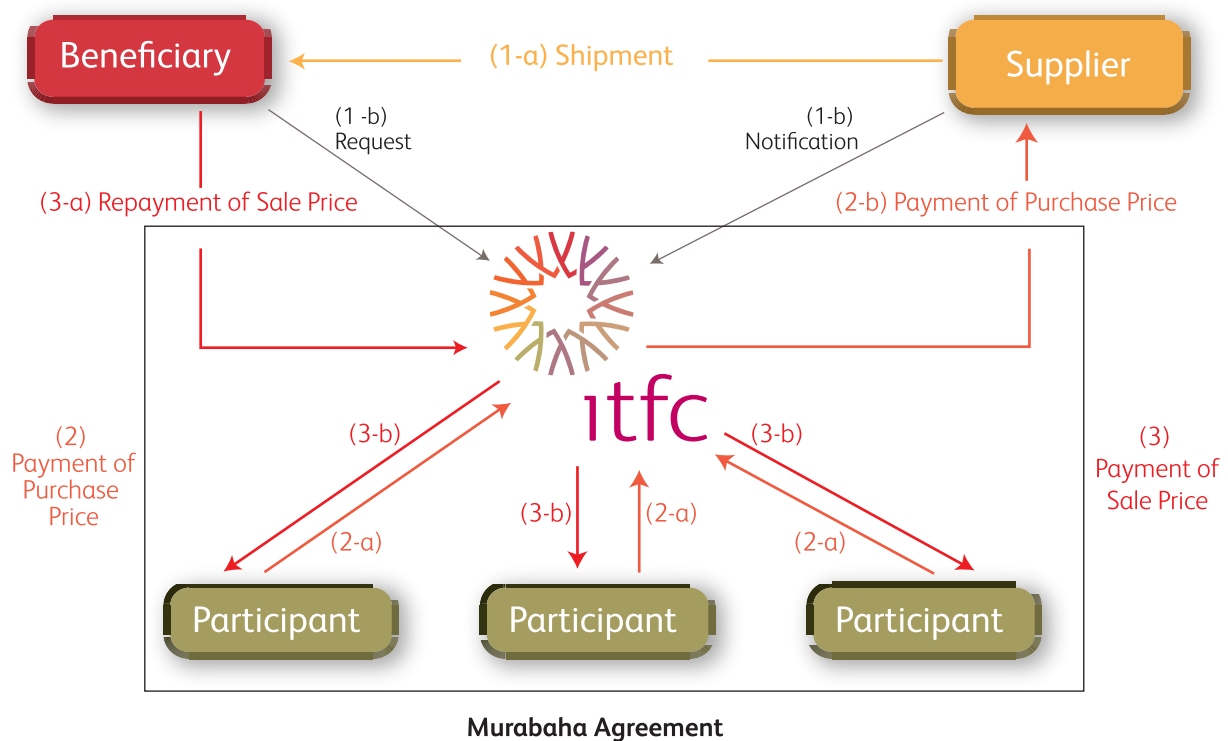 Beneficiary
(1-a) Shipment
Supplier
(1 -b)
Request
(1-b)
Notification
(3-a) Repayment of Sale Price
(2-b) Payment of Purchase Price
itfc
(2)
Payment of
Purchase
Price
(3-b)
(2-a)
(3-b)
(2-a)
(3-b)
(2-a)
(3)
Payment of
Sale Price
Participant
Participant
Participant
Murabaha Agreement